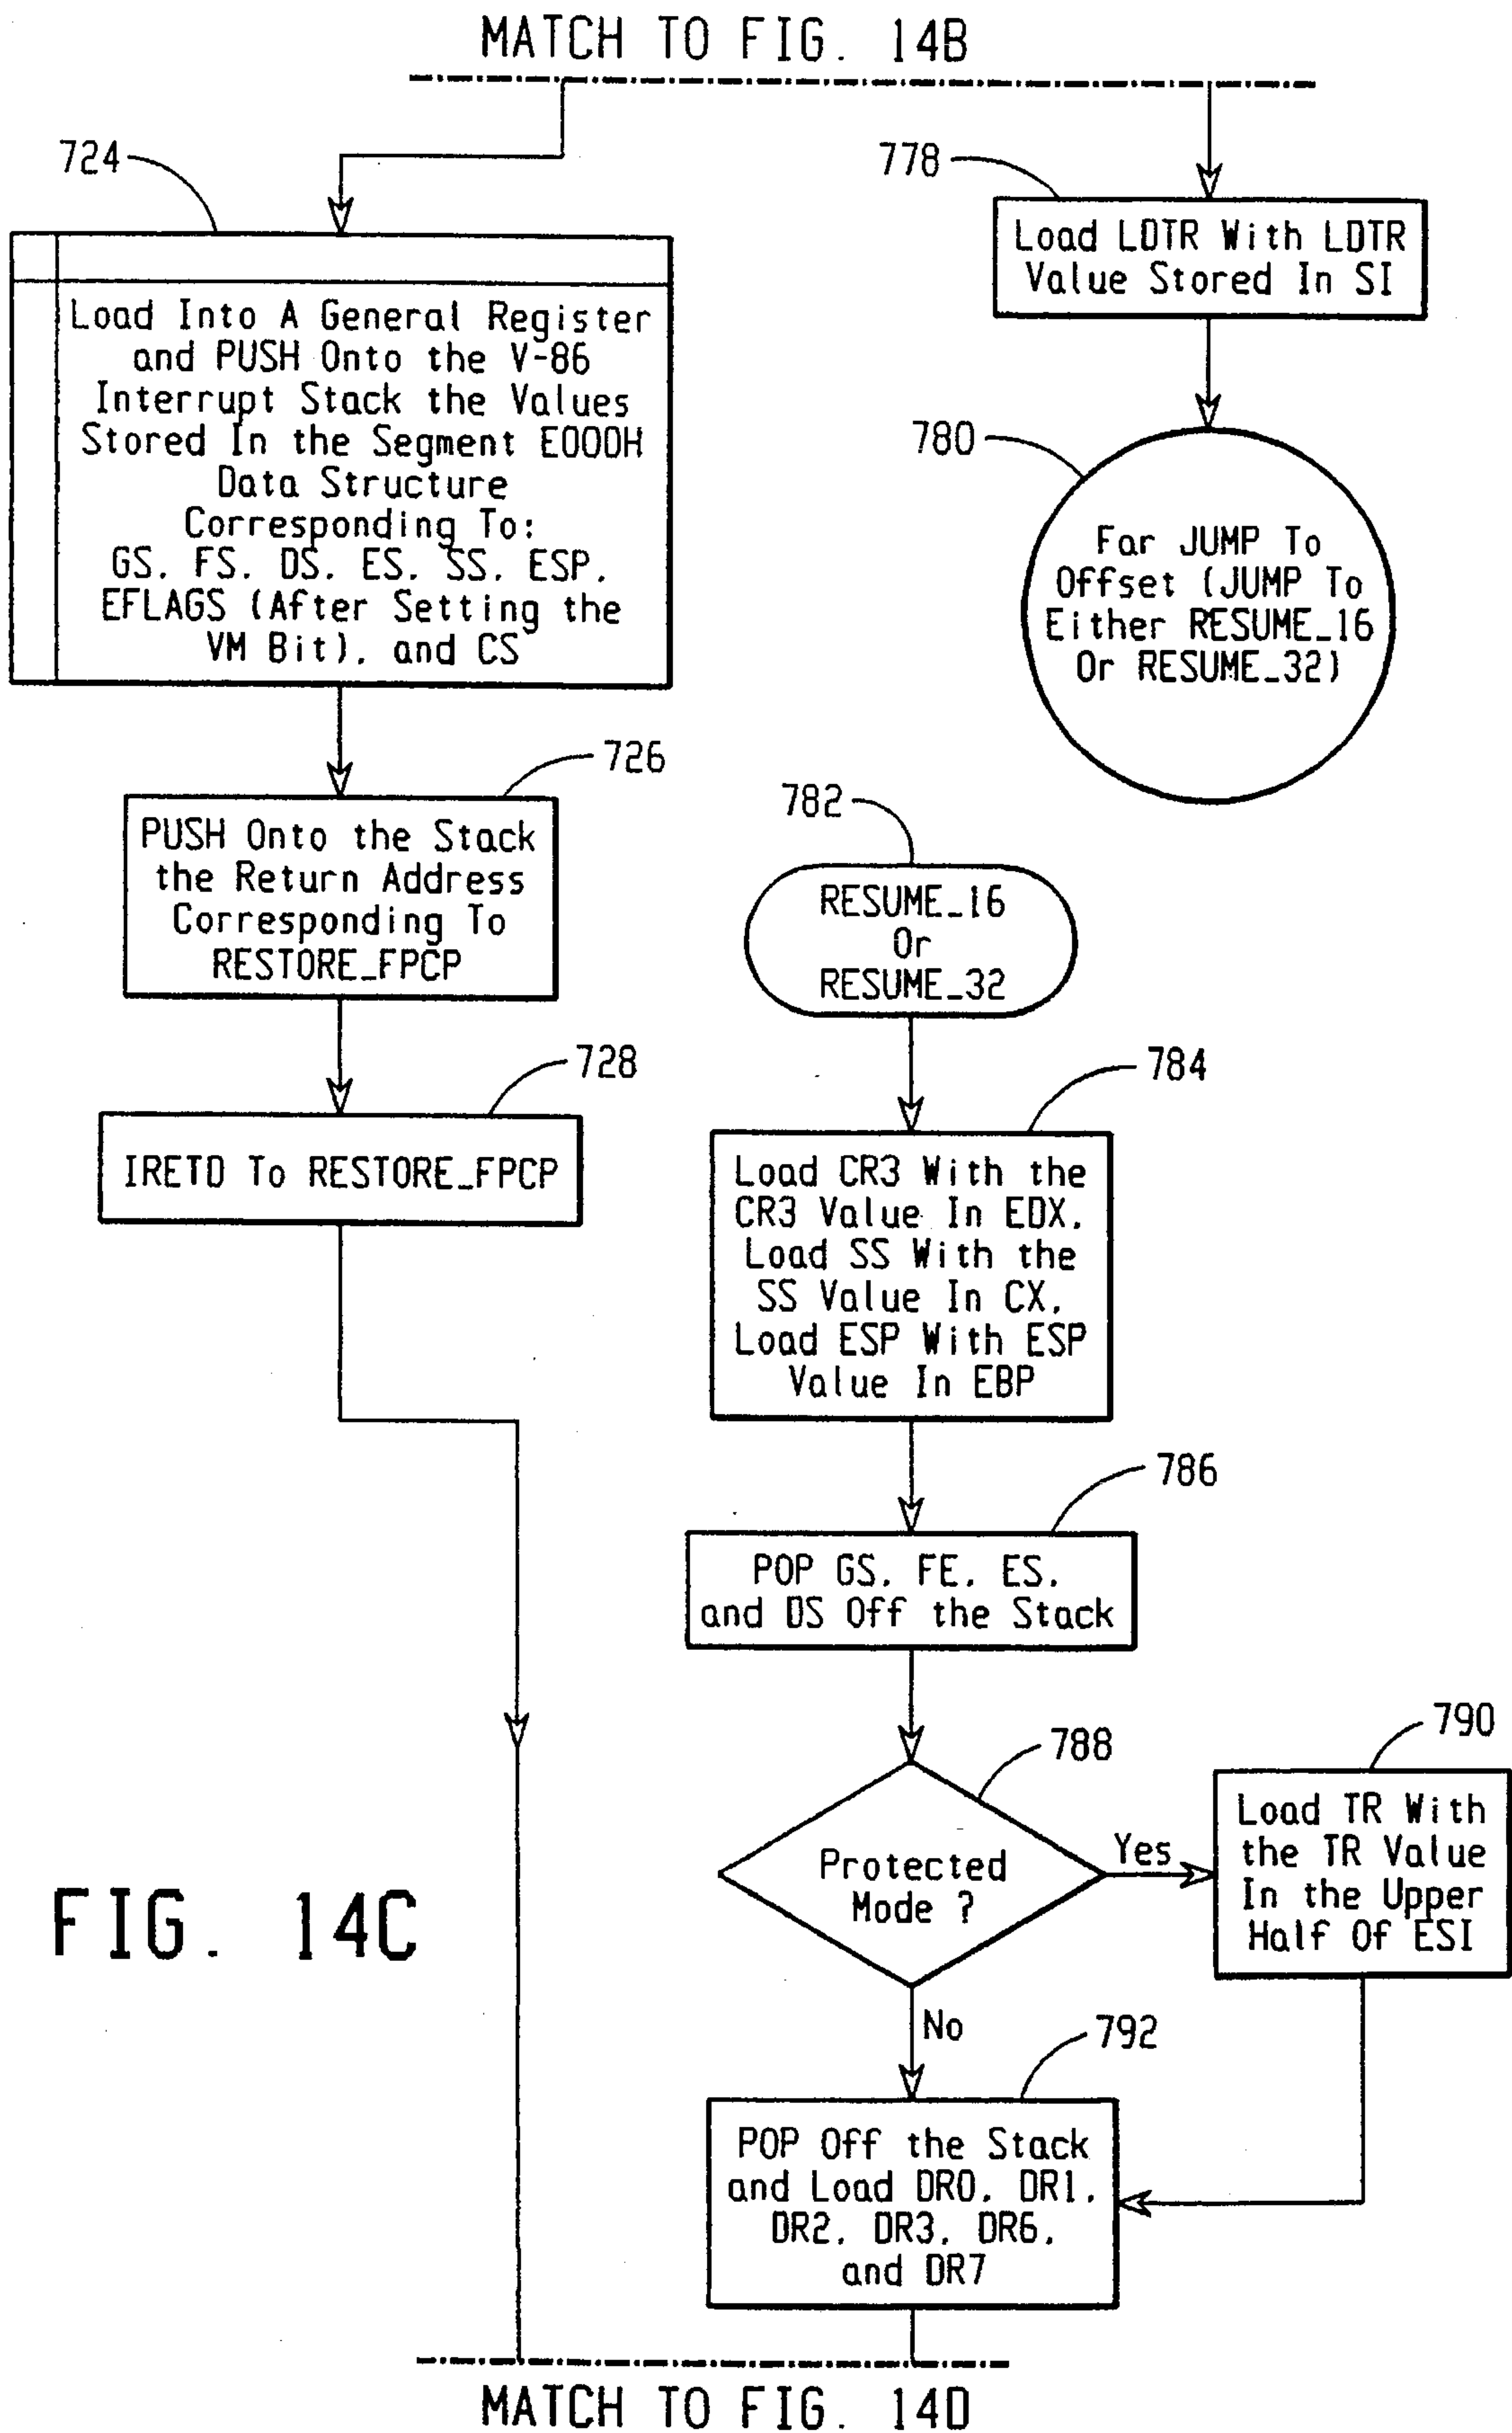 MATCH TO FIG. 14B
724
Load Into A General Register
and PUSH Onto the V-86
Interrupt Stack the Values
Stored In the Segment E000H
Data Structure
Corresponding To:
GS, FS, DS, ES, SS, ESP,
EFLAGS (After Setting the
VM Bit), and CS
726
PUSH Onto the Stack
the Return Address
Corresponding To
RESTORE_FPCP
728
IRETD To RESTORE_FPCP
778
Load LDTR With LDTR
Value Stored In SI
780
Far JUMP To
Offset (JUMP To
Either RESUME_16
Or RESUME_32)
782
RESUME_16
Or
RESUME_32
784
Load CR3 With the
CR3 Value In EDX,
Load SS With the
SS Value In CX,
Load ESP With ESP
Value In EBP
786
POP GS, FE, ES,
and DS Off the Stack
788
Protected
Mode ?
Yes
790
Load TR With
the TR Value
In the Upper
Half Of ESI
No
792
POP Off the Stack
and Load DR0, DR1,
DR2, DR3, DR6,
and DR7
FIG. 14C
MATCH TO FIG. 14D